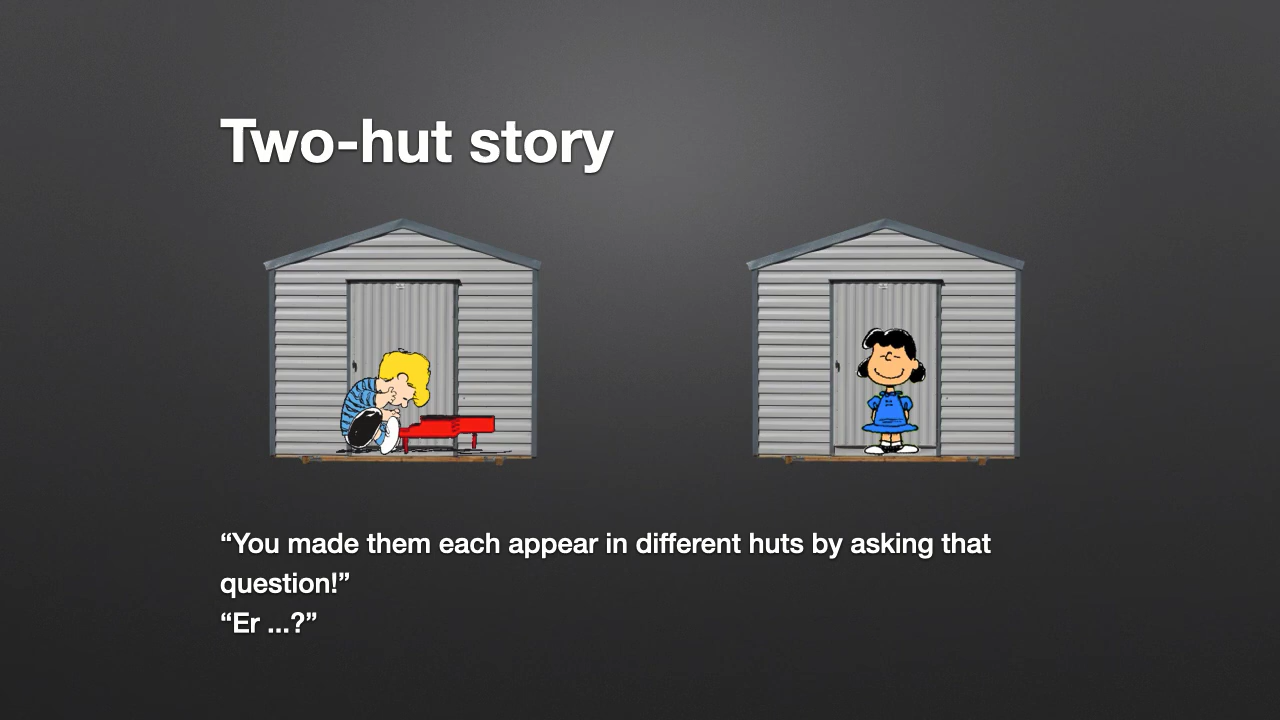 Two-hut story
“You made them each appear in different huts by asking that
question!”
“Er ...?”